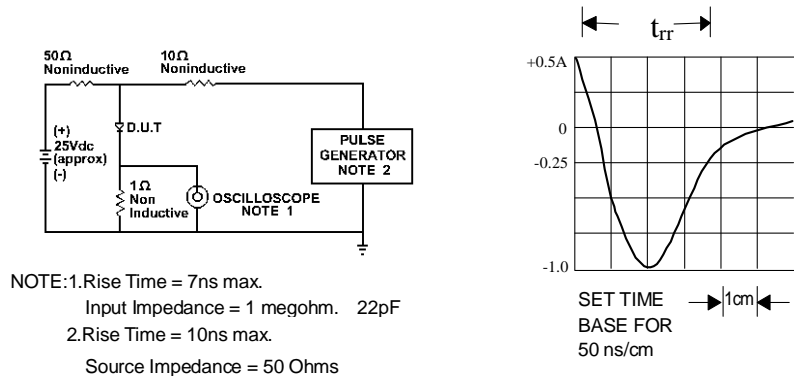 50Ω
Noninductive
10Ω
Noninductive
D.U.T
(+)
25Vdc
(approx)
(-)
1Ω
Non
Inductive
OSCILLOSCOPE
NOTE 1
PULSE
GENERATOR
NOTE 2
NOTE:1.Rise Time = 7ns max.
Input Impedance = 1 megohm. 22pF
2.Rise Time = 10ns max.
Source Impedance = 50 Ohms
trr
+0.5A
0
-0.25
-1.0
SET TIME
BASE FOR
50 ns/cm
1cm